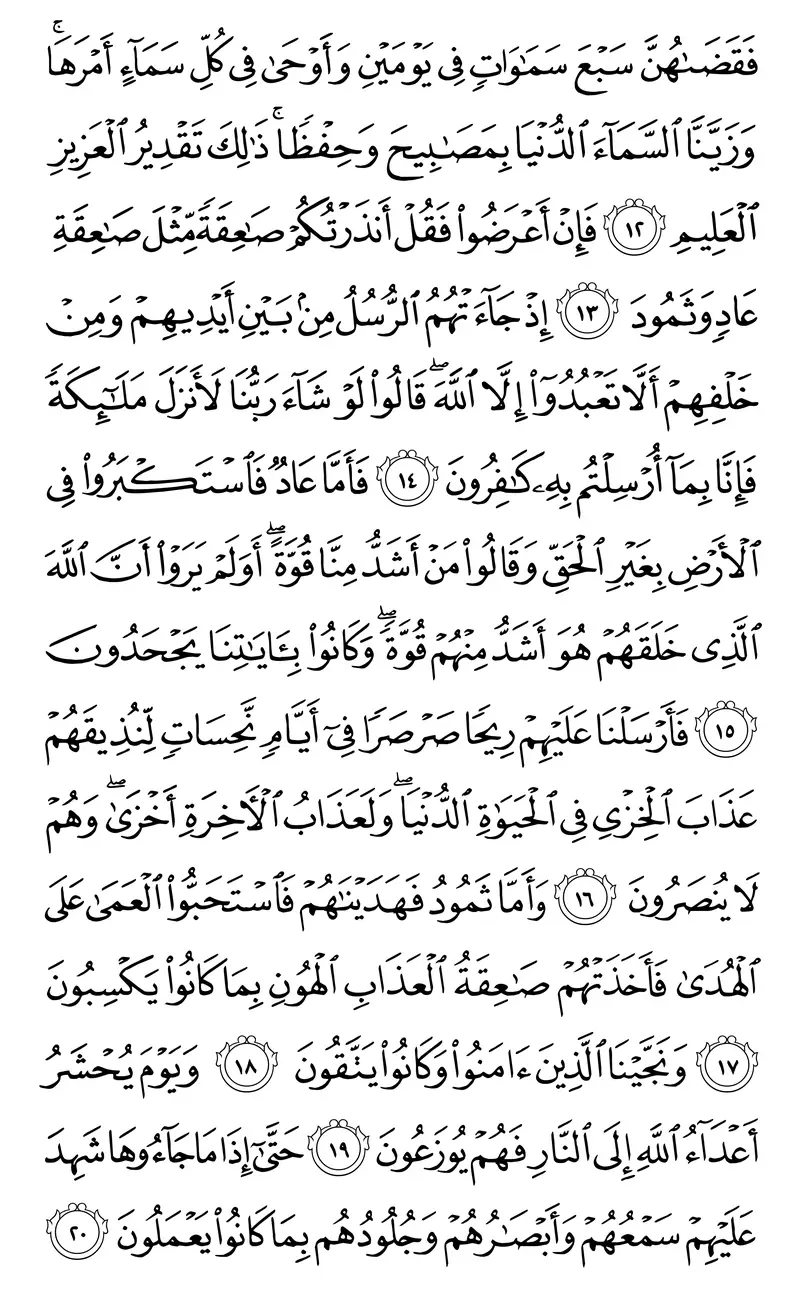 فَقَضَىٰهُنَّ سَبْعَ سَمَٰوَاتٍ فِى يَوْمَيْنِ وَأَوْحَىٰ فِى كُلِّ سَمَآءٍ أَمْرَهَا ۚ
وَزَيَّنَّا ٱلسَّمَآءَ ٱلدُّنْيَا بِمَصَٰبِيحَ وَحِفْظًا ۚ ذَٰلِكَ تَقْدِيرُ ٱلْعَزِيزِ
ٱلْعَلِيمِ ١٢ فَإِنْ أَعْرَضُوا۟ فَقُلْ أَنذَرْتُكُمْ صَٰعِقَةً مِّثْلَ صَٰعِقَةِ
عَادٍ وَثَمُودَ ١٣ إِذْ جَآءَتْهُمُ ٱلرُّسُلُ مِنۢ بَيْنِ أَيْدِيهِمْ وَمِنْ
خَلْفِهِمْ أَلَّا تَعْبُدُوٓا۟ إِلَّا ٱللَّهَ ۖ قَالُوا۟ لَوْ شَآءَ رَبُّنَا لَأَنزَلَ مَلَٰٓئِكَةً
فَإِنَّا بِمَآ أُرْسِلْتُم بِهِۦ كَٰفِرُونَ ١٤ فَأَمَّا عَادٌ فَٱسْتَكْبَرُوا۟ فِى
ٱلْأَرْضِ بِغَيْرِ ٱلْحَقِّ وَقَالُوا۟ مَنْ أَشَدُّ مِنَّا قُوَّةً ۖ أَوَلَمْ يَرَوْا۟ أَنَّ ٱللَّهَ
ٱلَّذِى خَلَقَهُمْ هُوَ أَشَدُّ مِنْهُمْ قُوَّةً ۖ وَكَانُوا۟ بِـَٔايَٰتِنَا يَجْحَدُونَ
١٥ فَأَرْسَلْنَا عَلَيْهِمْ رِيحًا صَرْصَرًا فِىٓ أَيَّامٍ نَّحِسَاتٍ لِّنُذِيقَهُمْ
عَذَابَ ٱلْخِزْىِ فِى ٱلْحَيَوٰةِ ٱلدُّنْيَا ۖ وَلَعَذَابُ ٱلْـَٔاخِرَةِ أَخْزَىٰ ۖ وَهُمْ
لَا يُنصَرُونَ ١٦ وَأَمَّا ثَمُودُ فَهَدَيْنَٰهُمْ فَٱسْتَحَبُّوا۟ ٱلْعَمَىٰ عَلَى
ٱلْهُدَىٰ فَأَخَذَتْهُمْ صَٰعِقَةُ ٱلْعَذَابِ ٱلْهُونِ بِمَا كَانُوا۟ يَكْسِبُونَ
١٧ وَنَجَّيْنَا ٱلَّذِينَ ءَامَنُوا۟ وَكَانُوا۟ يَتَّقُونَ ١٨ وَيَوْمَ يُحْشَرُ
أَعْدَآءُ ٱللَّهِ إِلَى ٱلنَّارِ فَهُمْ يُوزَعُونَ ١٩ حَتَّىٰٓ إِذَا مَا جَآءُوهَا شَهِدَ
عَلَيْهِمْ سَمْعُهُمْ وَأَبْصَٰرُهُمْ وَجُلُودُهُم بِمَا كَانُوا۟ يَعْمَلُونَ ٢٠